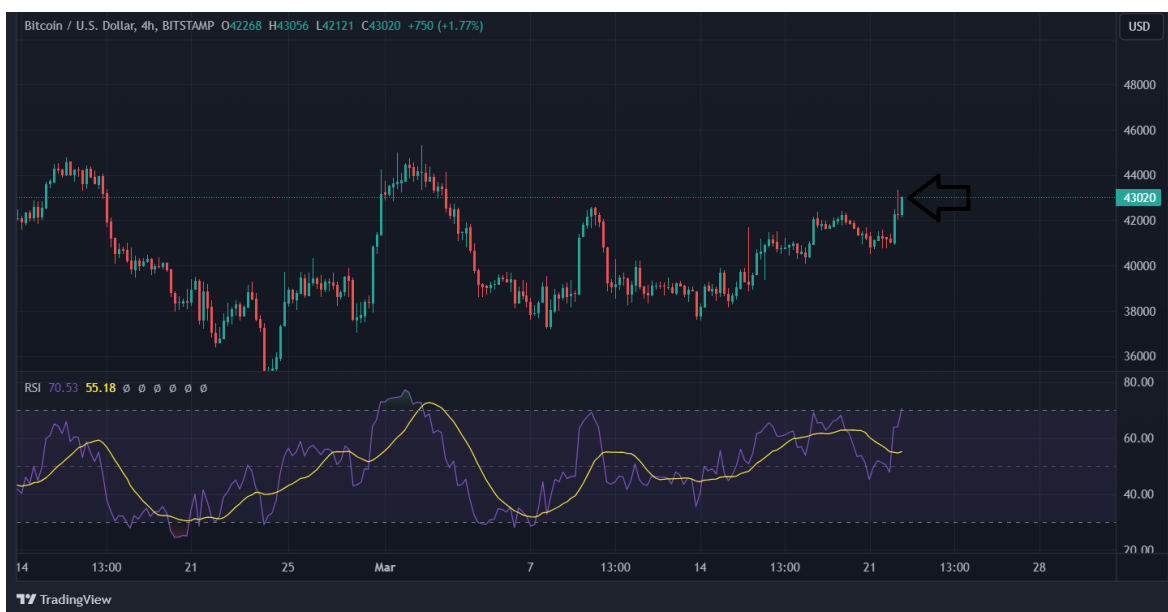 Bitcoin / U.S. Dollar, 4h, BITSTAMP O42268 H43056 L42121 C43020 +750 (+1.77%)
USD
48000
46000
44000
43020
42000
40000
38000
36000
RSI 70.53 55.18 ø ø ø ø ø ø
80.00
60.00
40.00
20.00
14 13:00 21 25 Mar 7 13:00 14 13:00 21 13:00 28
TradingView